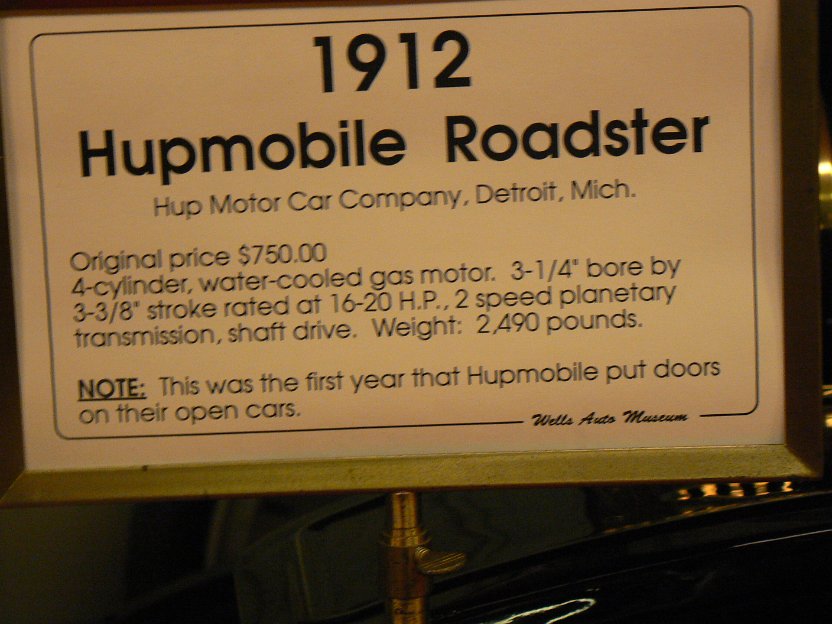 1912
Hupmobile Roadster
Hup Motor Car Company, Detroit, Mich.
Original price $750.00
4-cylinder, water-cooled gas motor. 3-1/4" bore by
3-3/8" stroke rated at 16-20 H.P., 2 speed planetary
transmission, shaft drive. Weight: 2,490 pounds.
NOTE: This was the first year that Hupmobile put doors
on their open cars.
Wells Auto Museum